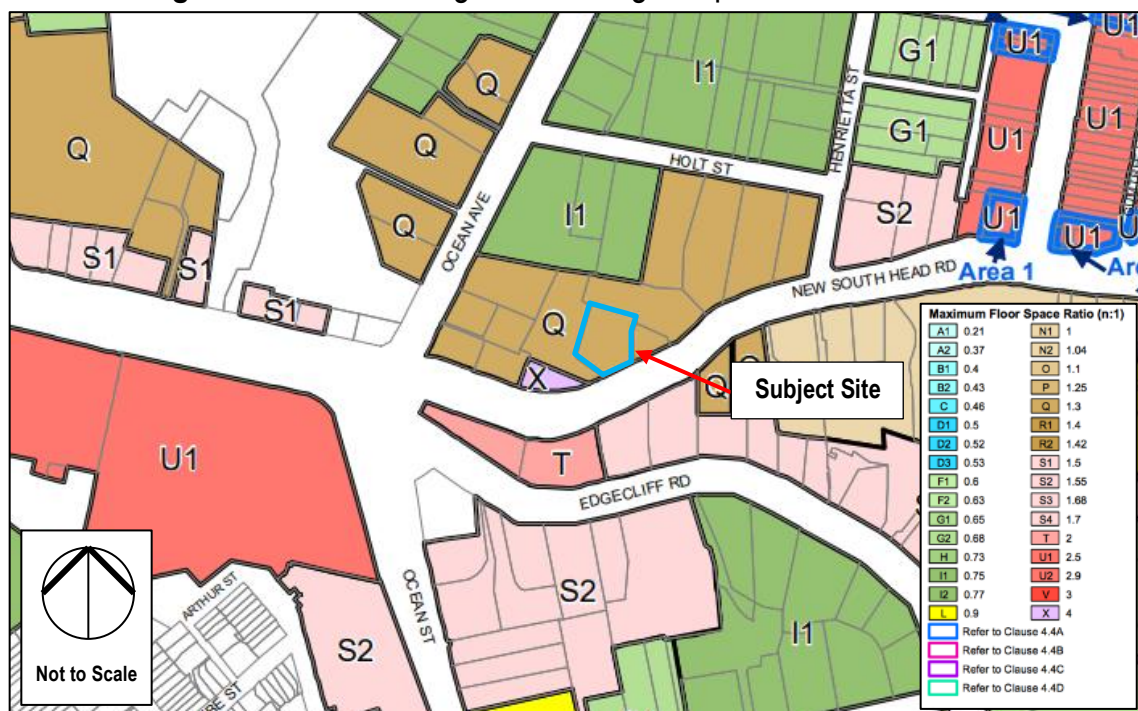 U1
U1
G1
I1
Q
U1
U1
G1
Q
Q
HOLT ST
HENRIETTA ST
I1
S2
Q
OCEAN AVE
U1
U1
S1
S1
Area 1
NEW SOUTH HEAD RD
S1
Q
X
Q
Q
Subject Site
U1
T
EDGECLIFF RD
S2
I1
OCEAN ST
ARTHUR ST
S2
Not to Scale
Maximum Floor Space Ratio (n:1)
A1 0.21 N1 1
A2 0.37 N2 1.04
B1 0.4 O 1.1
B2 0.43 P 1.25
C 0.46 Q 1.3
D1 0.5 R1 1.4
D2 0.52 R2 1.42
D3 0.53 S1 1.5
F1 0.6 S2 1.55
F2 0.63 S3 1.68
G1 0.65 S4 1.7
G2 0.68 T 2
H 0.73 U1 2.5
I1 0.75 U2 2.9
I2 0.77 V 3
L 0.9 X 4
Refer to Clause 4.4A
Refer to Clause 4.4B
Refer to Clause 4.4C
Refer to Clause 4.4D